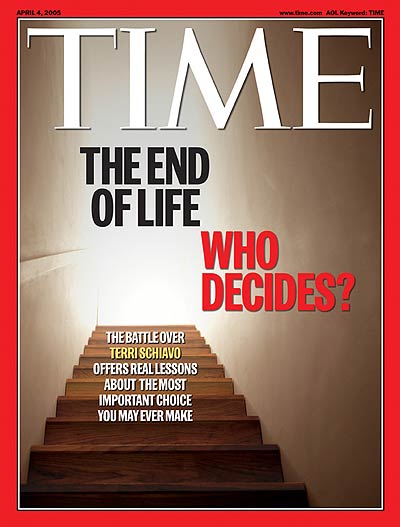 APRIL 4, 2005
www.time.com AOL Keyword: TIME
TIME
THE END
OF LIFE
WHO
DECIDES?
THE BATTLE OVER
TERRI SCHIAVO
OFFERS REAL LESSONS
ABOUT THE MOST
IMPORTANT CHOICE
YOU MAY EVER MAKE